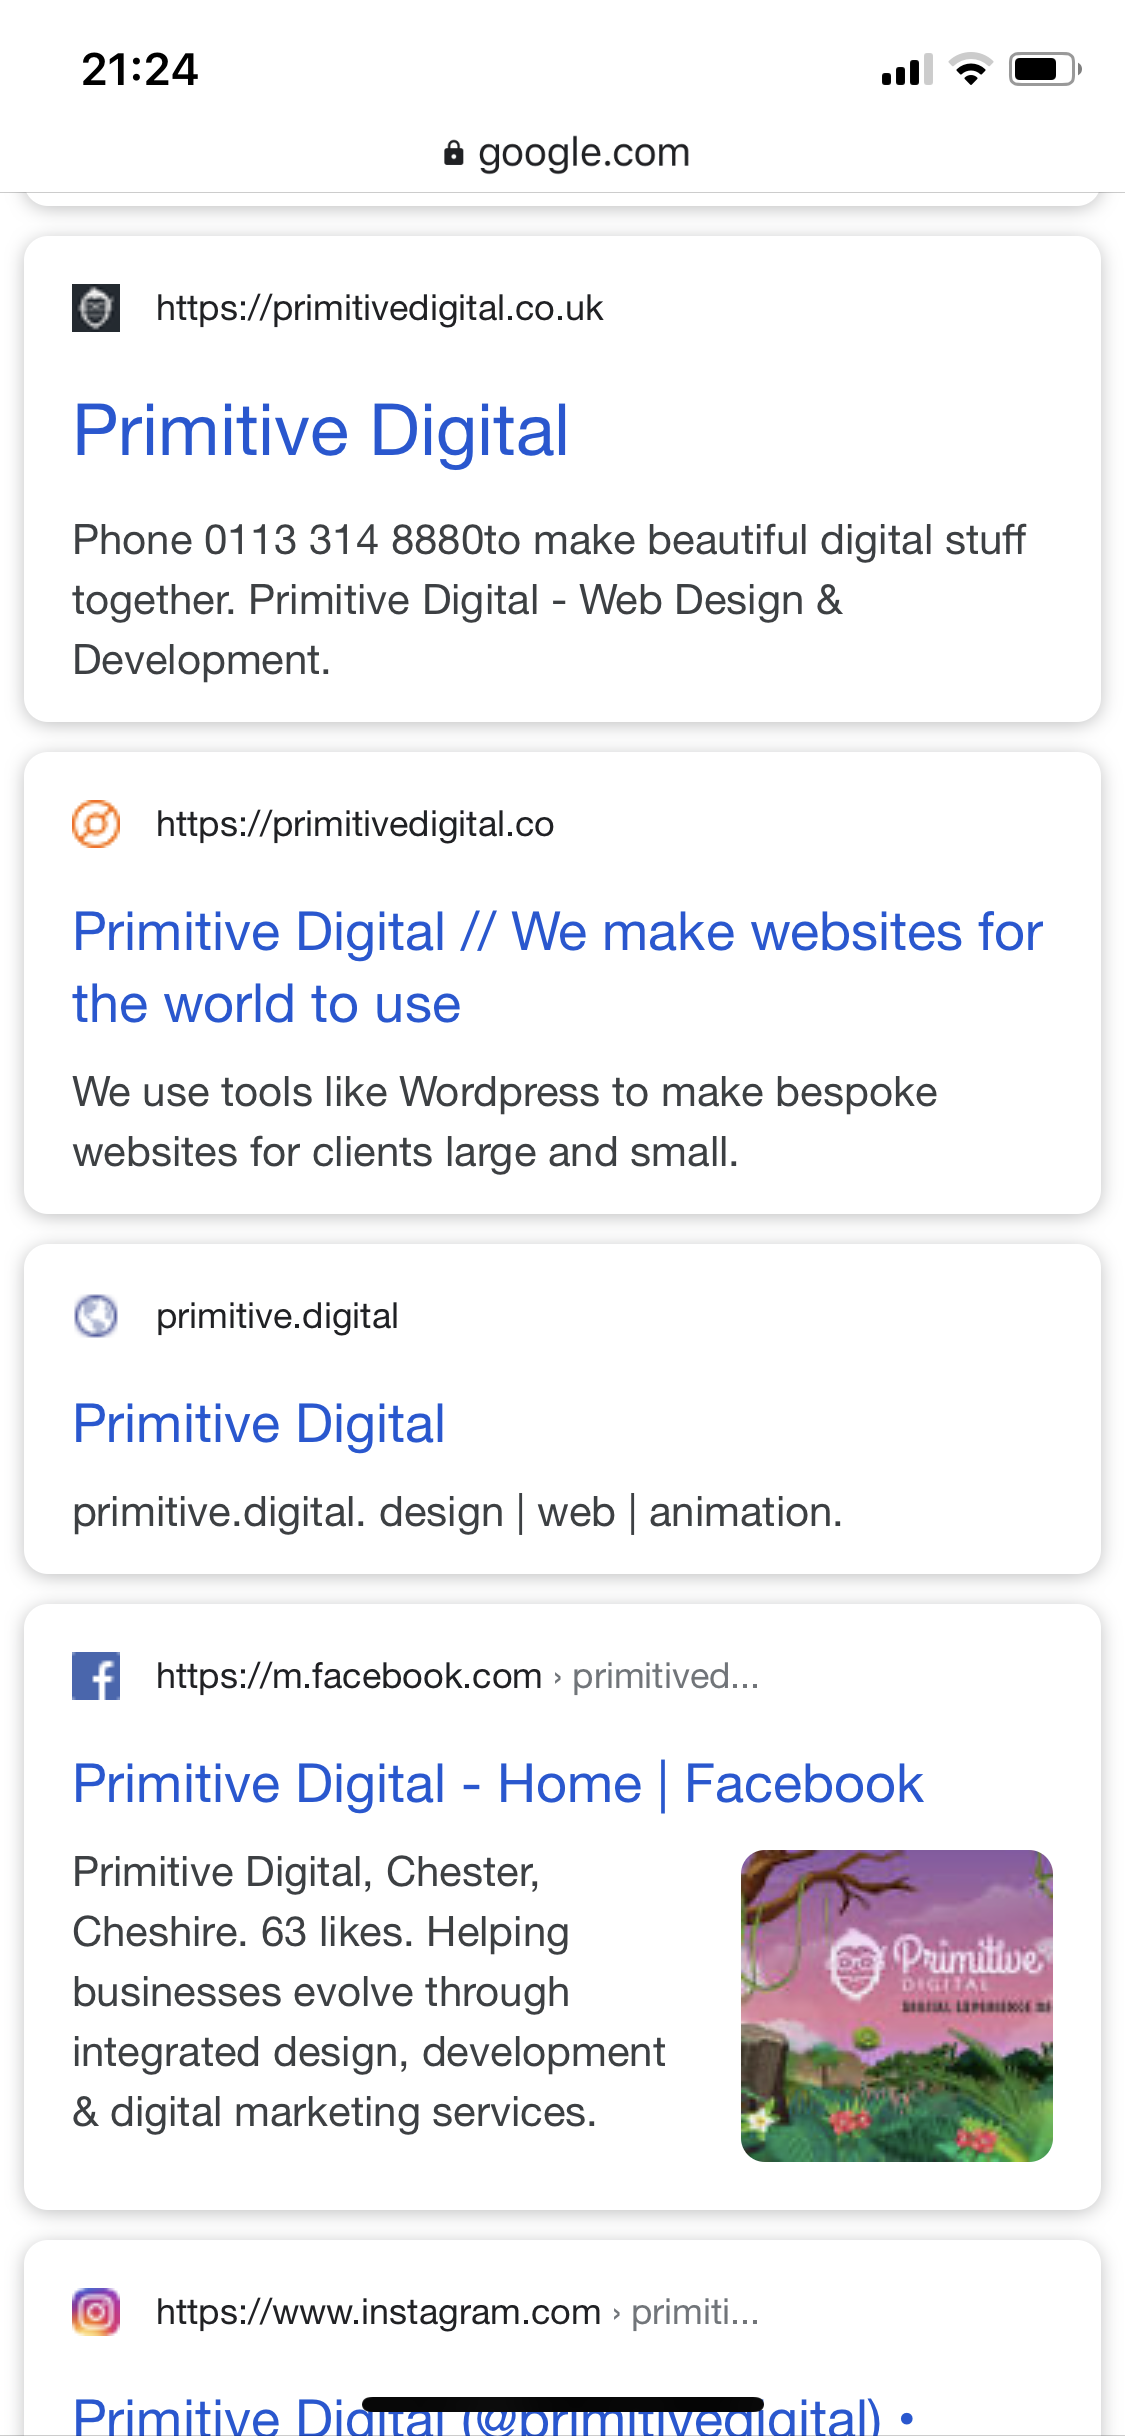 21:24
google.com
https://primitivedigital.co.uk
Primitive Digital
Phone 0113 314 8880to make beautiful digital stuff
together. Primitive Digital - Web Design &
Development.
https://primitivedigital.co
Primitive Digital // We make websites for
the world to use
We use tools like Wordpress to make bespoke
websites for clients large and small.
primitive.digital
Primitive Digital
primitive.digital. design | web | animation.
https://m.facebook.com › primitived...
Primitive Digital - Home | Facebook
Primitive Digital, Chester,
Cheshire. 63 likes. Helping
businesses evolve through
integrated design, development
& digital marketing services.
Primitive
DIGITAL
DIGITAL EXPERIENCE
https://www.instagram.com › primiti...
Primitive Digital (@primitivedigital) •